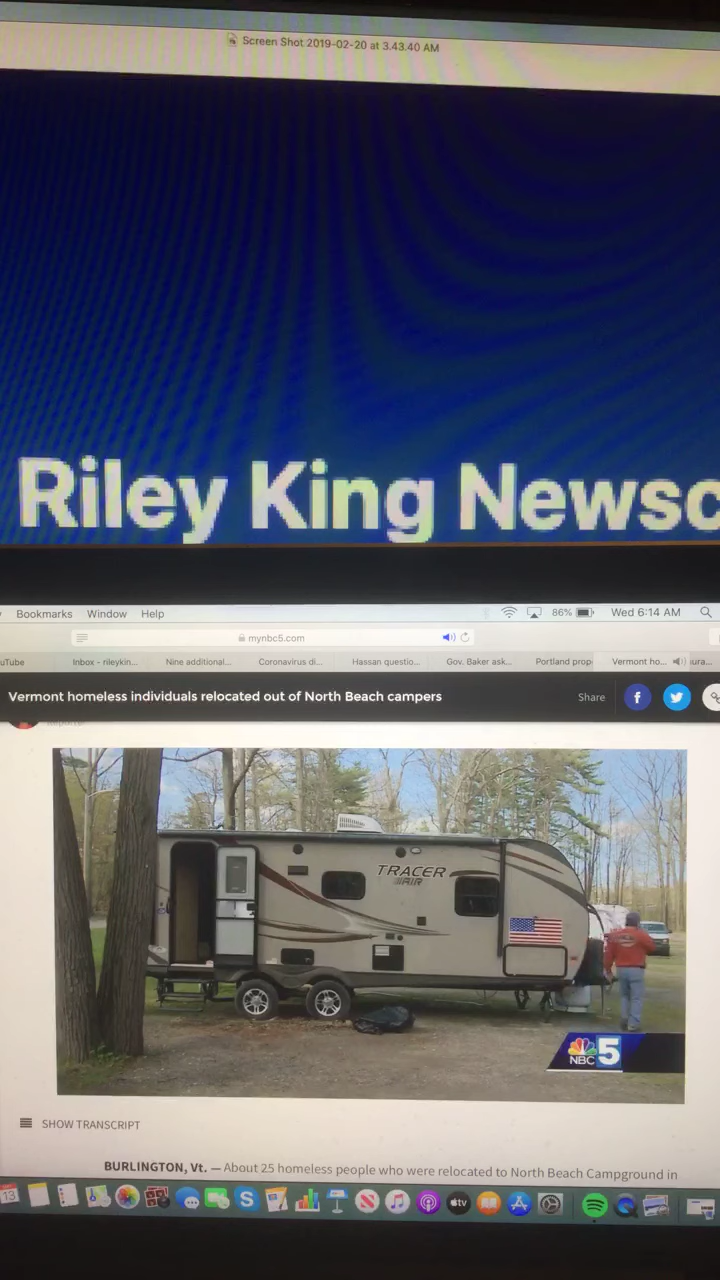 Screen Shot 2019-02-20 at 3.43.40 AM
Riley King Newsc
Bookmarks Window Help 86% Wed 6:14 AM
mynbc5.com
uTube Inbox - rileykin... Nine additional... Coronavirus di... Hassan questio... Gov. Baker ask... Portland prop Vermont ho... ura...
Vermont homeless individuals relocated out of North Beach campers Share
TRACER
AIR
NBC 5
SHOW TRANSCRIPT
BURLINGTON, Vt. — About 25 homeless people who were relocated to North Beach Campground in
13
tv